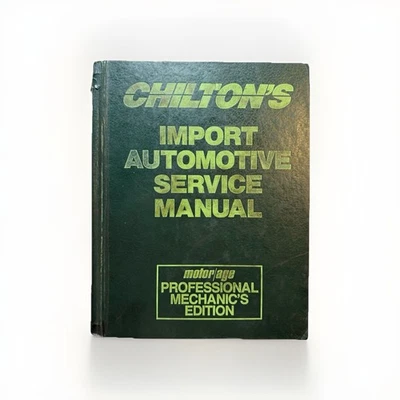 CHILTON'S
IMPORT
AUTOMOTIVE
SERVICE
MANUAL
motor/age
PROFESSIONAL
MECHANIC'S
EDITION